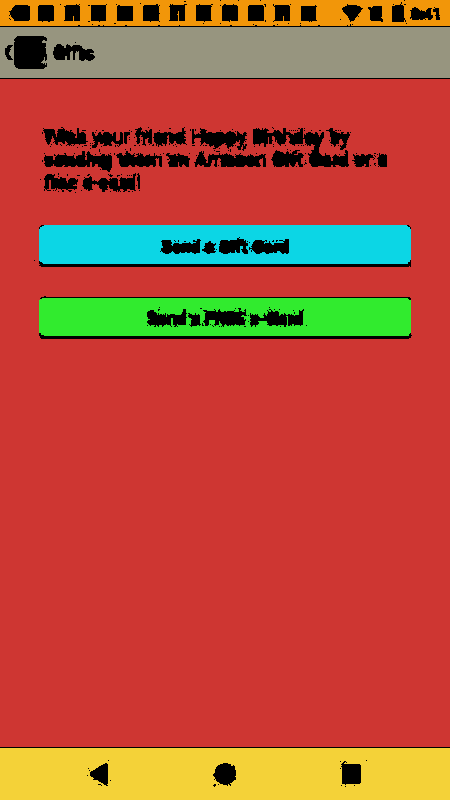 Gifts
Wish your friend Happy Birthday by
sending them an Amazon Gift Card or a
free e-card!
Send a Gift Card
Send a FREE e-Card